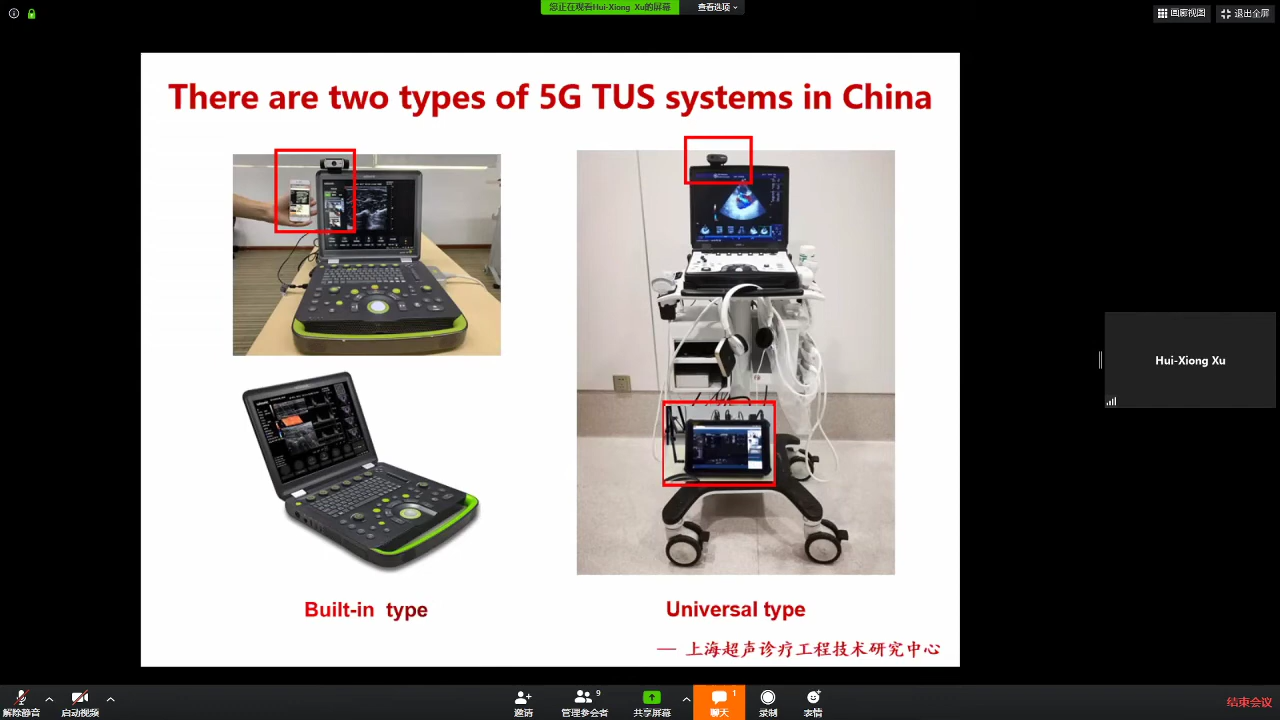 您正在观看Hui-Xiong Xu的屏幕
查看选项
画廊视图
退出全屏
There are two types of 5G TUS systems in China
Built-in type
Universal type
— 上海超声诊疗工程技术研究中心
Hui-Xiong Xu
解除静音
启动视频
邀请
9
管理参会者
共享屏幕
1
聊天
录制
表情
结束会议